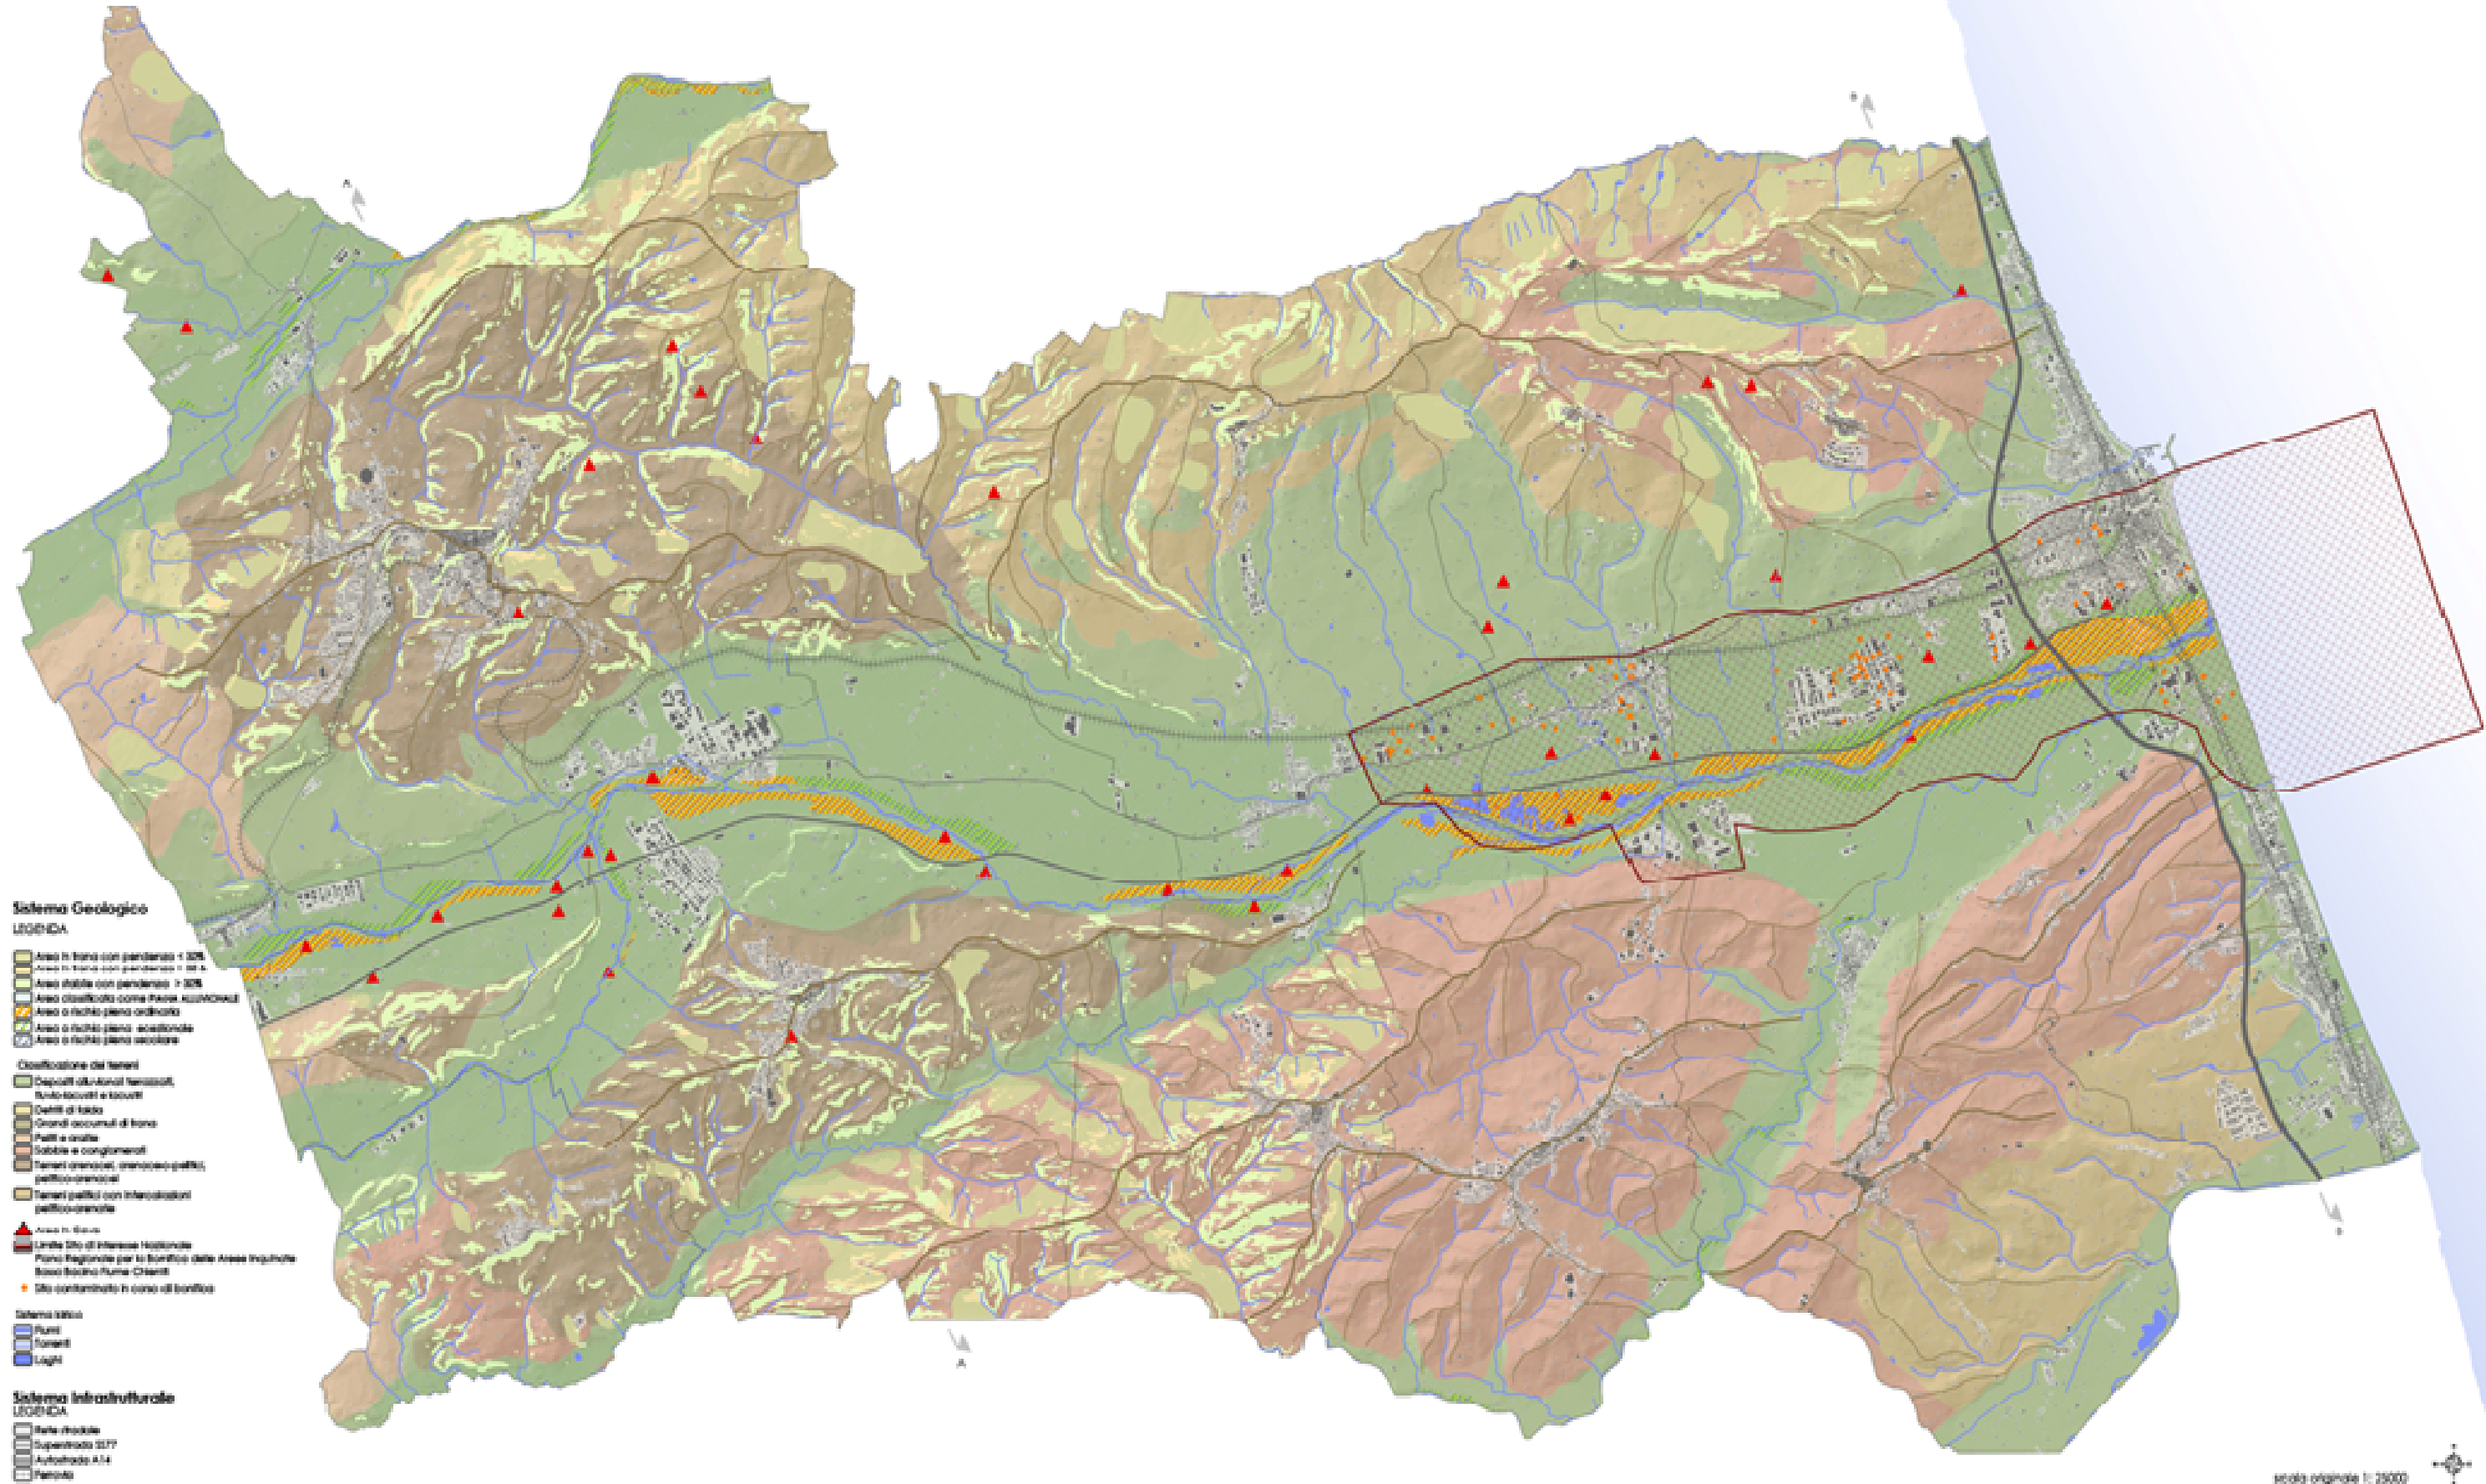 A
B
Sistema Geologico
LEGENDA
Area in frana con pendenza < 30%
Area in frana con pendenza
Area stabile con pendenza > 30%
Area classificata come PIANA ALLUVIONALE
Area a rischio piena ordinaria
Area a rischio piena eccezionale
Area a rischio piena secolare
Classificazione dei terreni
Depositi alluvionali terrazzati,
fluvio-lacustri e lacustri
Detriti di falda
Grandi accumuli di frana
Peliti e argille
Sabbie e conglomerati
Terreni arenacei, arenaceo-pelitici,
pelitico-arenacei
Terreni pelitici con intercalazioni
pelitico-arenarie
Area in
Limite Sito di Interesse Nazionale
Piano Regionale per la Bonifica delle Aree Inquinate
Basso Bacino Fiume Chienti
Sito contaminato in corso di bonifica
Sistema Idrico
Fiumi
Torrenti
Laghi
Sistema Infrastrutturale
LEGENDA
Rete stradale
Superstrada SS77
Autostrada A14
Ferrovia
A
B
scala originale 1: 25000